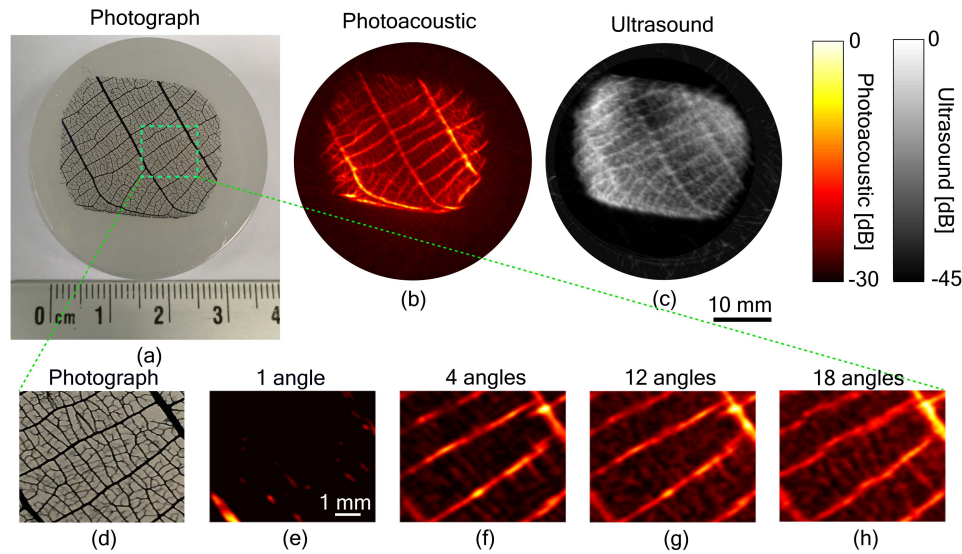 Photograph
Photoacoustic
Ultrasound
0
Photoacoustic [dB]
-30
0
Ultrasound [dB]
-45
0 cm 1 2 3 4
(a)
(b)
(c)
10 mm
Photograph
1 angle
4 angles
12 angles
18 angles
1 mm
(d)
(e)
(f)
(g)
(h)